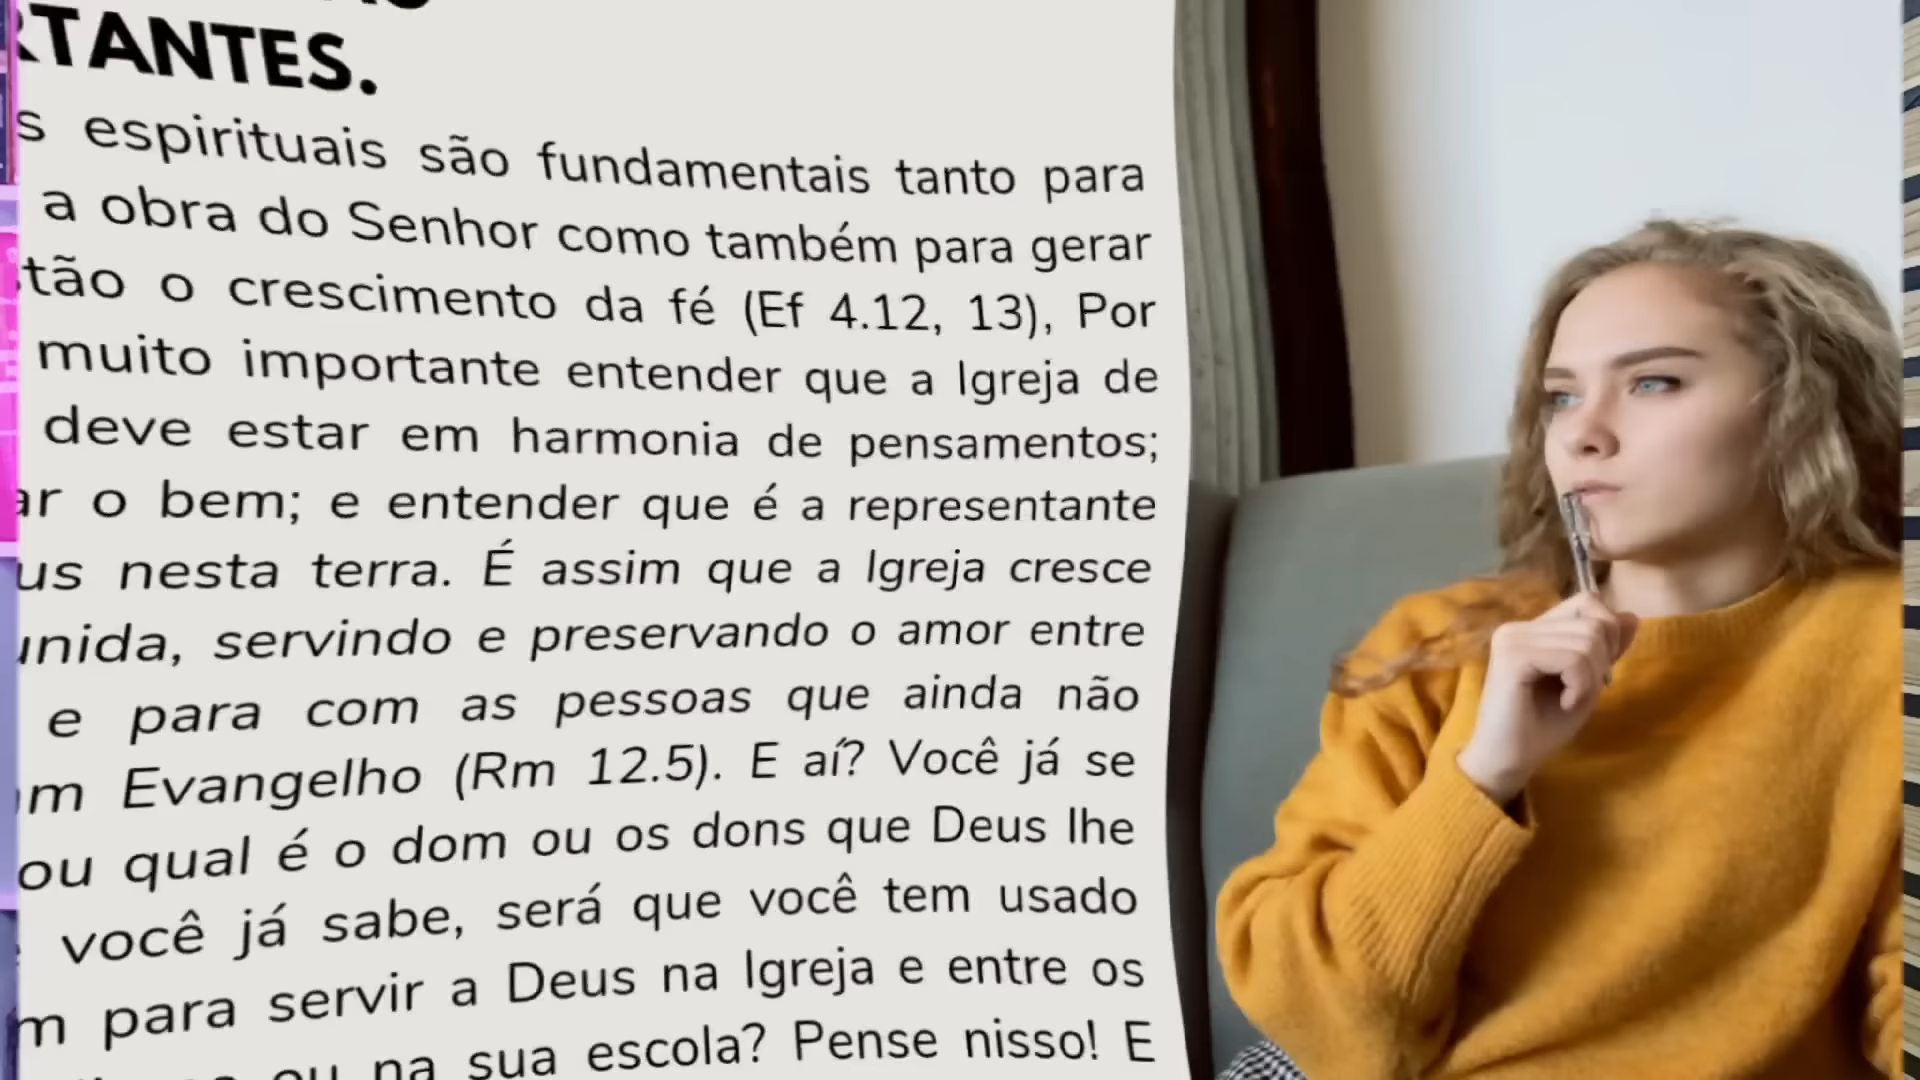 RTANTES.
s espirituais são fundamentais tanto para
a obra do Senhor como também para gerar
tão o crescimento da fé (Ef 4.12, 13), Por
muito importante entender que a Igreja de
deve estar em harmonia de pensamentos;
ar o bem; e entender que é a representante
us nesta terra. É assim que a Igreja cresce
unida, servindo e preservando o amor entre
e para com as pessoas que ainda não
m Evangelho (Rm 12.5). E aí? Você já se
ou qual é o dom ou os dons que Deus lhe
você já sabe, será que você tem usado
m para servir a Deus na Igreja e entre os
ou na sua escola? Pense nisso! E